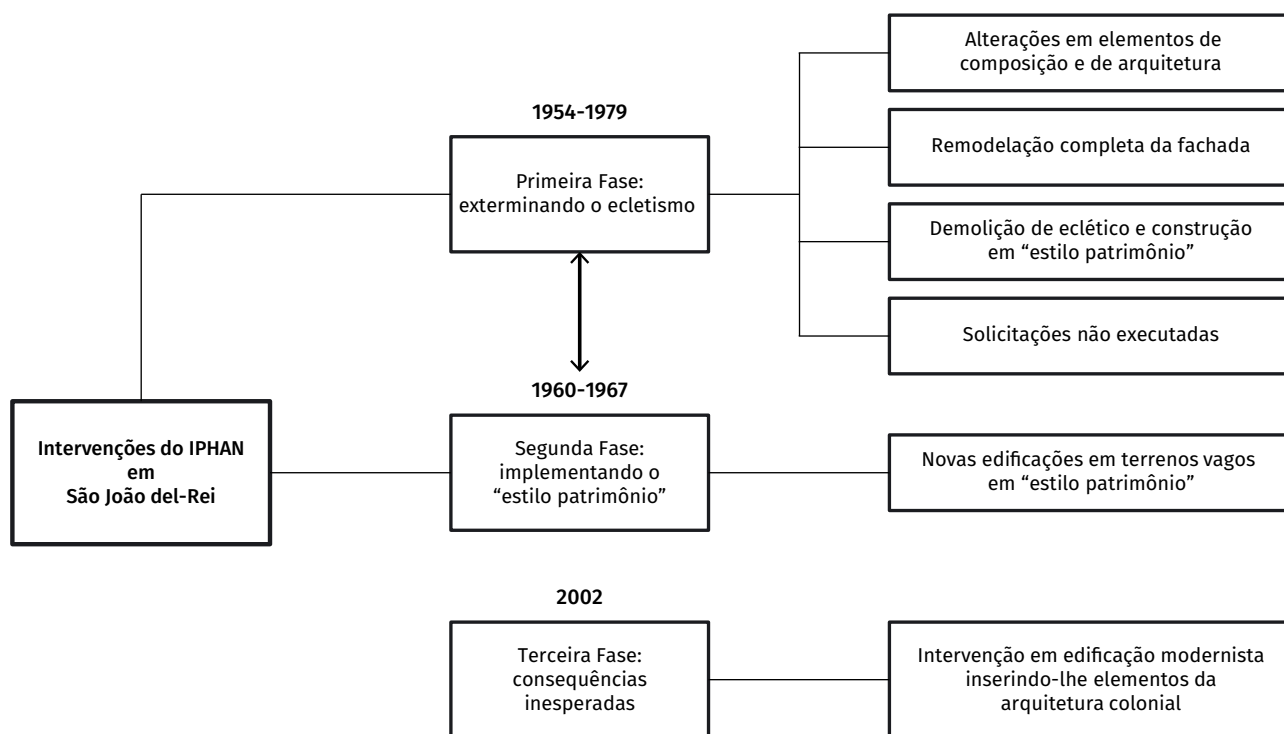 Intervenções do IPHAN
em
São João del-Rei
1954-1979
Primeira Fase:
exterminando o ecletismo
Alterações em elementos de
composição e de arquitetura
Remodelação completa da fachada
Demolição de eclético e construção
em “estilo patrimônio”
Solicitações não executadas
1960-1967
Segunda Fase:
implementando o
“estilo patrimônio”
Novas edificações em terrenos vagos
em “estilo patrimônio”
2002
Terceira Fase:
consequências
inesperadas
Intervenção em edificação modernista
inserindo-lhe elementos da
arquitetura colonial